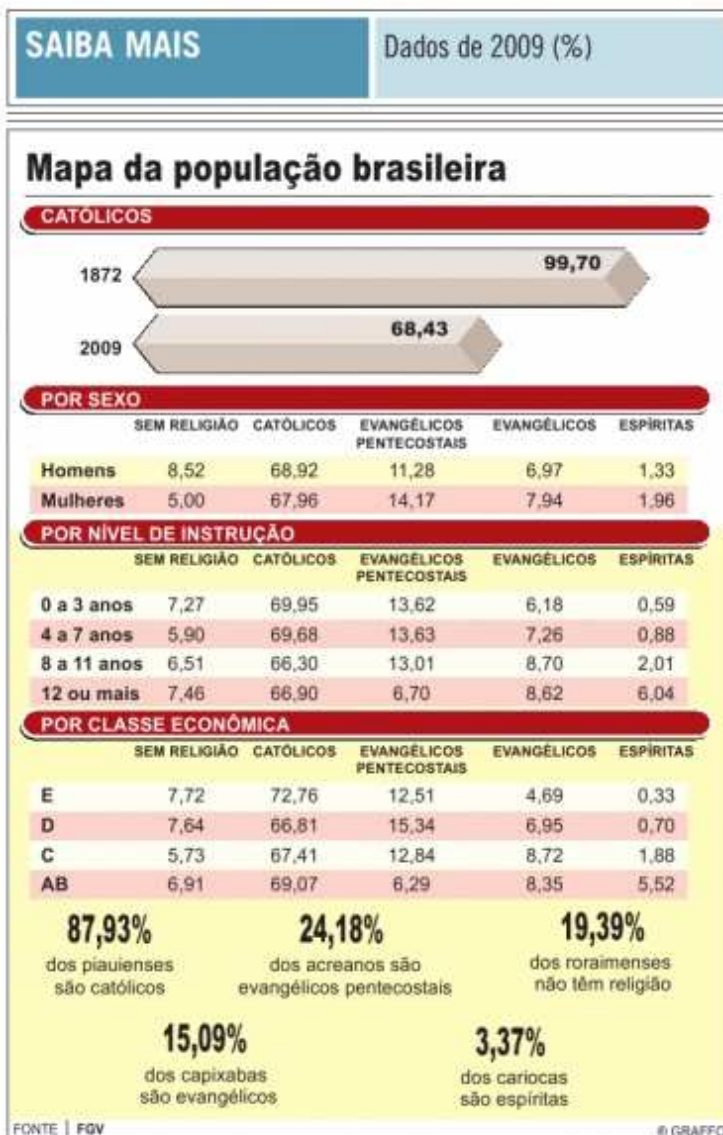 SAIBA MAIS
Dados de 2009 (%)
Mapa da população brasileira
CATÓLICOS
1872 99,70
2009 68,43
POR SEXO
SEM RELIGIÃO CATÓLICOS EVANGÉLICOS PENTECOSTAIS EVANGÉLICOS ESPÍRITAS
Homens 8,52 68,92 11,28 6,97 1,33
Mulheres 5,00 67,96 14,17 7,94 1,96
POR NÍVEL DE INSTRUÇÃO
SEM RELIGIÃO CATÓLICOS EVANGÉLICOS PENTECOSTAIS EVANGÉLICOS ESPÍRITAS
0 a 3 anos 7,27 69,95 13,62 6,18 0,59
4 a 7 anos 5,90 69,68 13,63 7,26 0,88
8 a 11 anos 6,51 66,30 13,01 8,70 2,01
12 ou mais 7,46 66,90 6,70 8,62 6,04
POR CLASSE ECONÔMICA
SEM RELIGIÃO CATÓLICOS EVANGÉLICOS PENTECOSTAIS EVANGÉLICOS ESPÍRITAS
E 7,72 72,76 12,51 4,69 0,33
D 7,64 66,81 15,34 6,95 0,70
C 5,73 67,41 12,84 8,72 1,88
AB 6,91 69,07 6,29 8,35 5,52
87,93%
dos piauienses
são católicos
24,18%
dos acreanos são
evangélicos pentecostais
19,39%
dos roraimenses
não têm religião
15,09%
dos capixabas
são evangélicos
3,37%
dos cariocas
são espíritas
FONTE | FGV
© GRAFFO